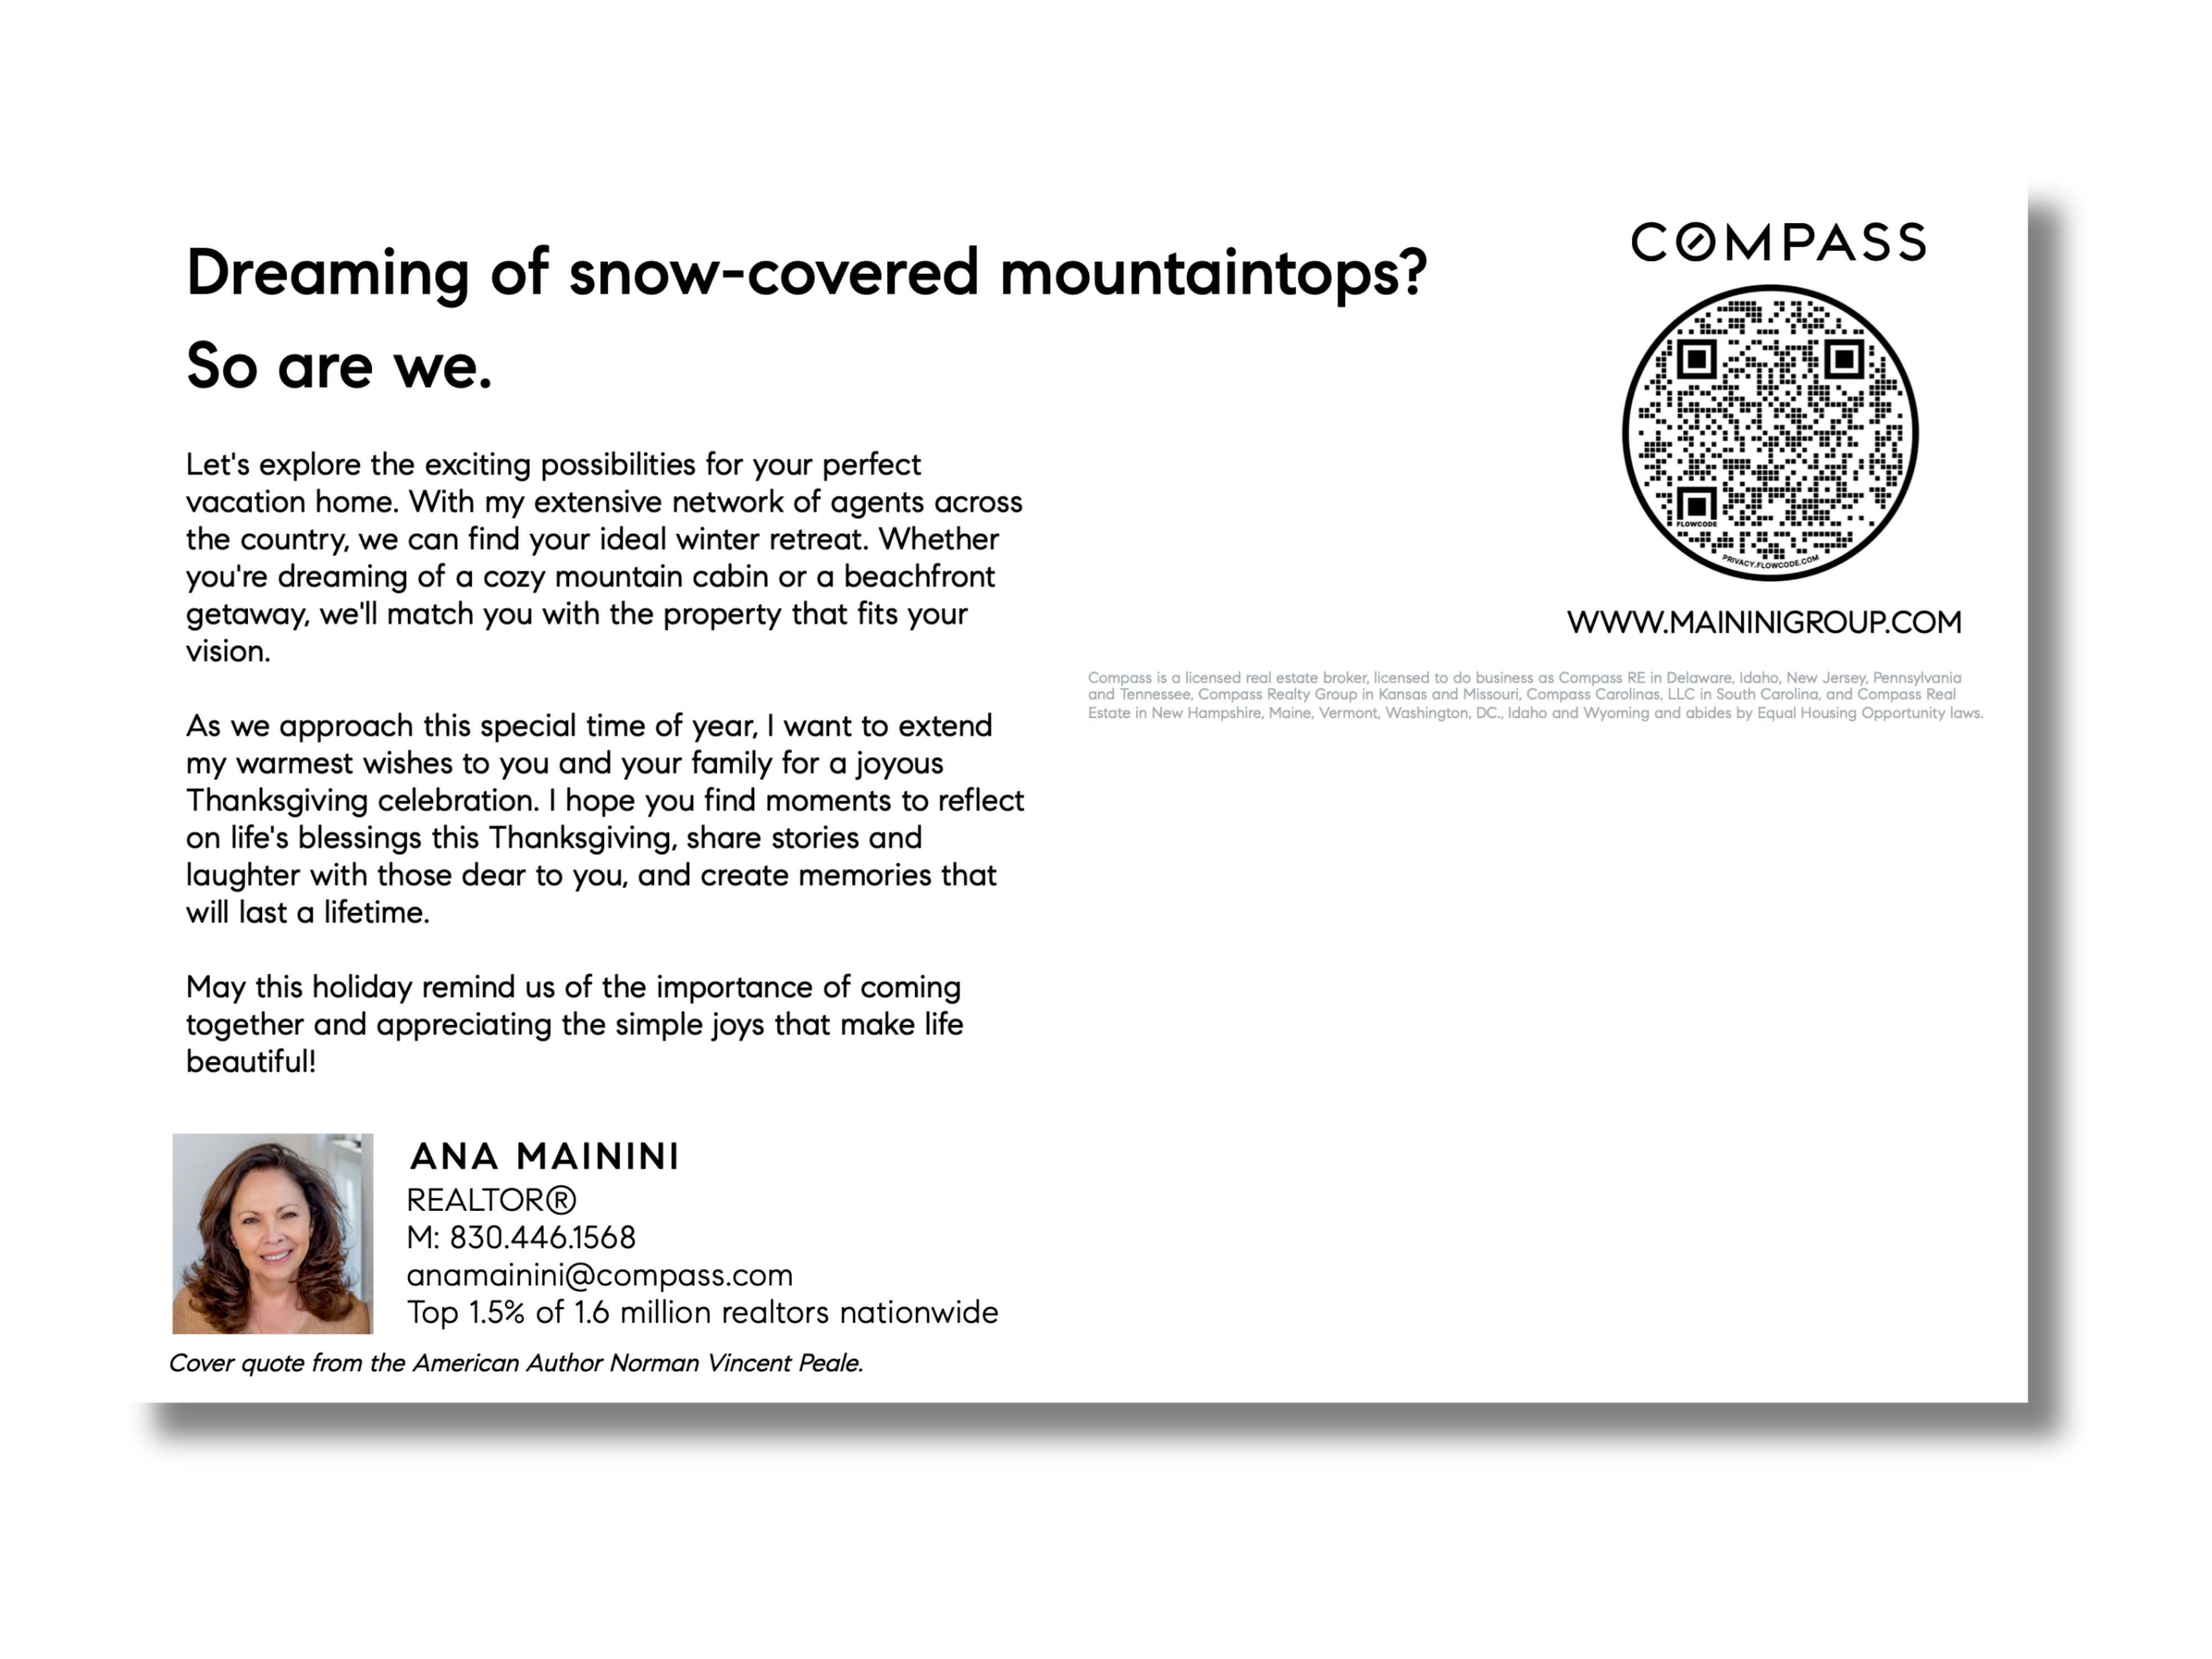 Dreaming of snow-covered mountaintops?
So are we.
Let's explore the exciting possibilities for your perfect
vacation home. With my extensive network of agents across
the country, we can find your ideal winter retreat. Whether
you're dreaming of a cozy mountain cabin or a beachfront
getaway, we'll match you with the property that fits your
vision.
As we approach this special time of year, I want to extend
my warmest wishes to you and your family for a joyous
Thanksgiving celebration. I hope you find moments to reflect
on life's blessings this Thanksgiving, share stories and
laughter with those dear to you, and create memories that
will last a lifetime.
May this holiday remind us of the importance of coming
together and appreciating the simple joys that make life
beautiful!
ANA MAININI
REALTOR®
M: 830.446.1568
anamainini@compass.com
Top 1.5% of 1.6 million realtors nationwide
Cover quote from the American Author Norman Vincent Peale.
COMPASS
FLOWCODE
PRIVACY.FLOWCODE.COM
WWW.MAININIGROUP.COM
Compass is a licensed real estate broker, licensed to do business as Compass RE in Delaware, Idaho, New Jersey, Pennsylvania
and Tennessee, Compass Realty Group in Kansas and Missouri, Compass Carolinas, LLC in South Carolina, and Compass Real
Estate in New Hampshire, Maine, Vermont, Washington, DC., Idaho and Wyoming and abides by Equal Housing Opportunity laws.